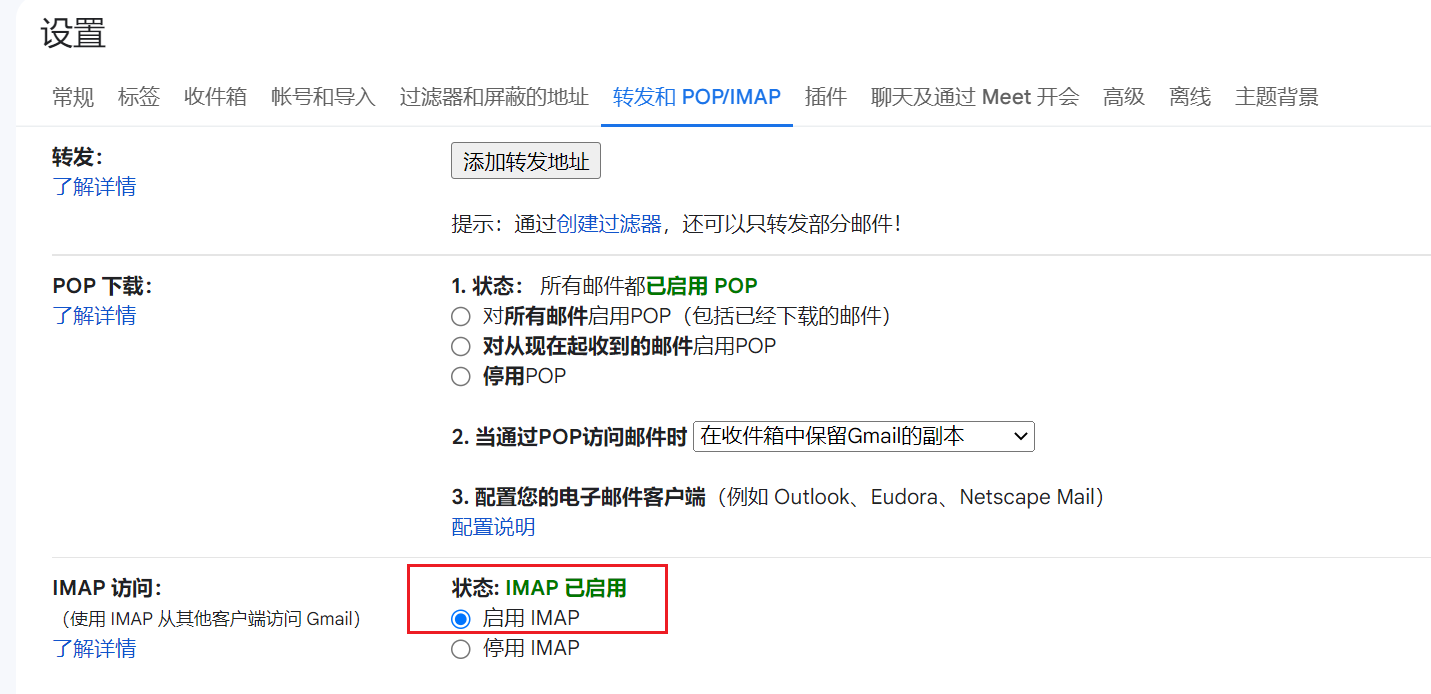 设置
常规 标签 收件箱 帐号和导入 过滤器和屏蔽的地址 转发和 POP/IMAP 插件 聊天及通过 Meet 开会 高级 离线 主题背景
转发： 添加转发地址
了解详情
提示：通过创建过滤器，还可以只转发部分邮件！
POP 下载： 1. 状态： 所有邮件都已启用 POP
了解详情 对所有邮件启用POP（包括已经下载的邮件）
对从现在起收到的邮件启用POP
停用POP
2. 当通过POP访问邮件时 在收件箱中保留Gmail的副本
3. 配置您的电子邮件客户端（例如 Outlook、Eudora、Netscape Mail）
配置说明
IMAP 访问： 状态: IMAP 已启用
（使用 IMAP 从其他客户端访问 Gmail） 启用 IMAP
了解详情 停用 IMAP